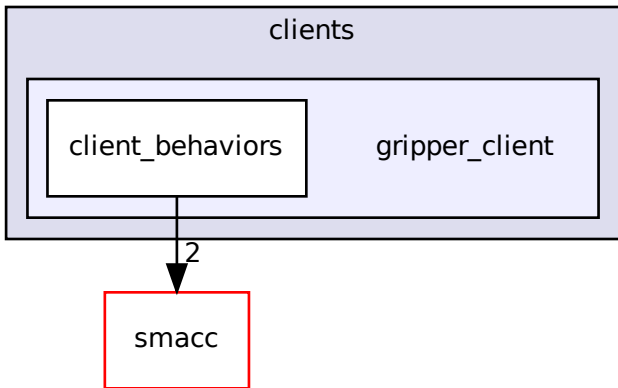 clients
client_behaviors
gripper_client
2
smacc